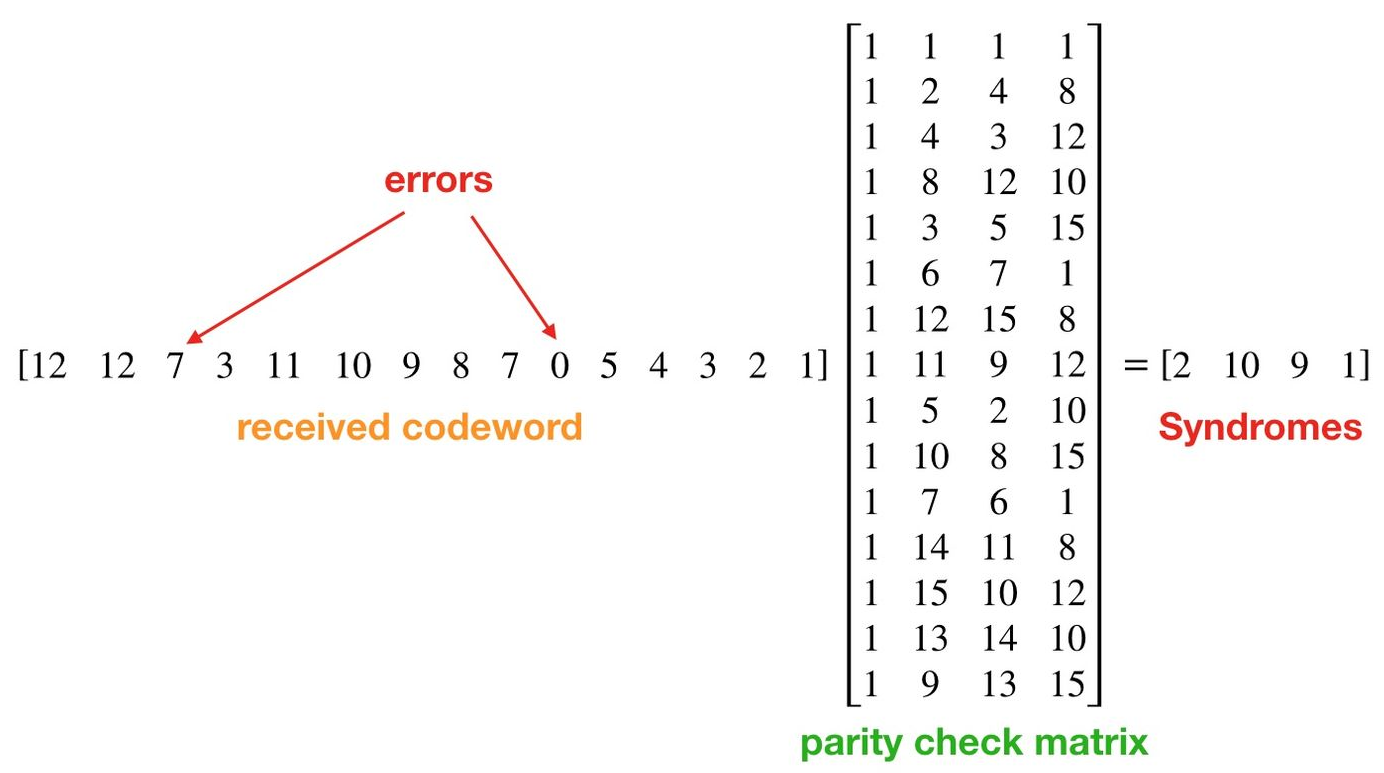 1 1 1 1
1 2 4 8
1 4 3 12
errors
1 8 12 10
1 3 5 15
1 6 7 1
1 12 15 8
[12 12 7 3 11 10 9 8 7 0 5 4 3 2 1] 1 11 9 12 = [2 10 9 1]
received codeword
1 5 2 10
Syndromes
1 10 8 15
1 7 6 1
1 14 11 8
1 15 10 12
1 13 14 10
1 9 13 15
parity check matrix